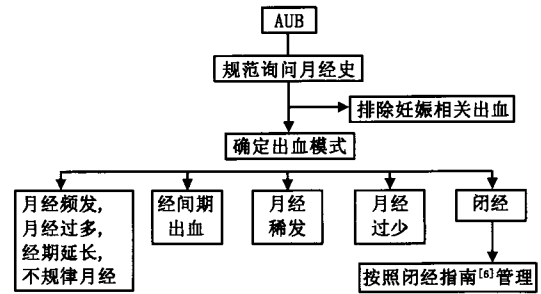 AUB
规范询问月经史
排除妊娠相关出血
确定出血模式
月经频发,
月经过多,
经期延长,
不规律月经
经间期
出血
月经
稀发
月经
过少
闭经
按照闭经指南[6]管理